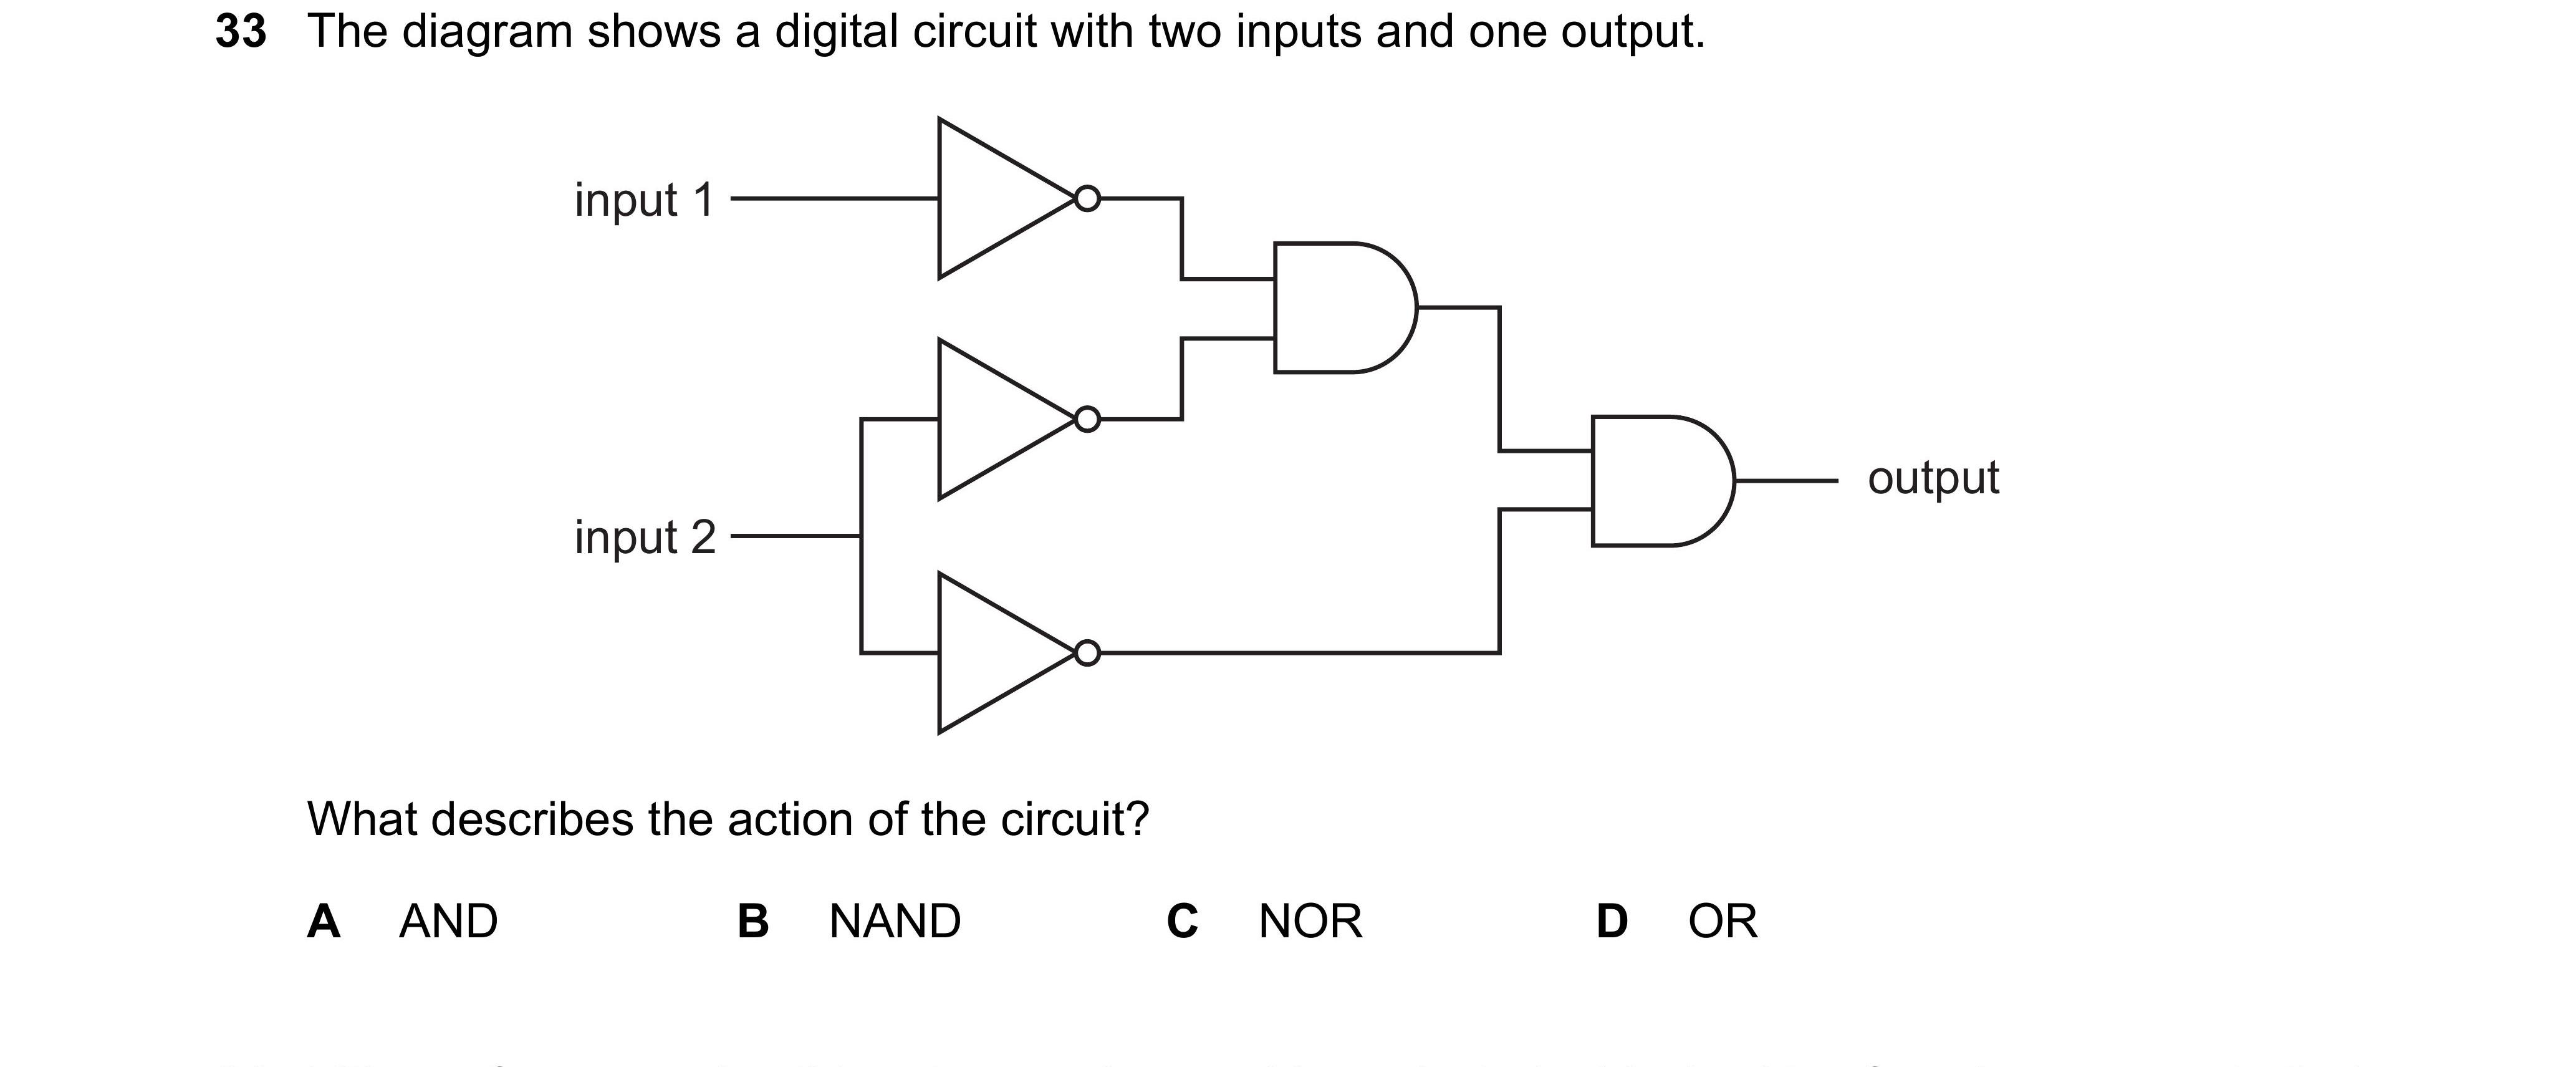 33 The diagram shows a digital circuit with two inputs and one output.
input 1
input 2
output
What describes the action of the circuit?
A AND B NAND C NOR D OR